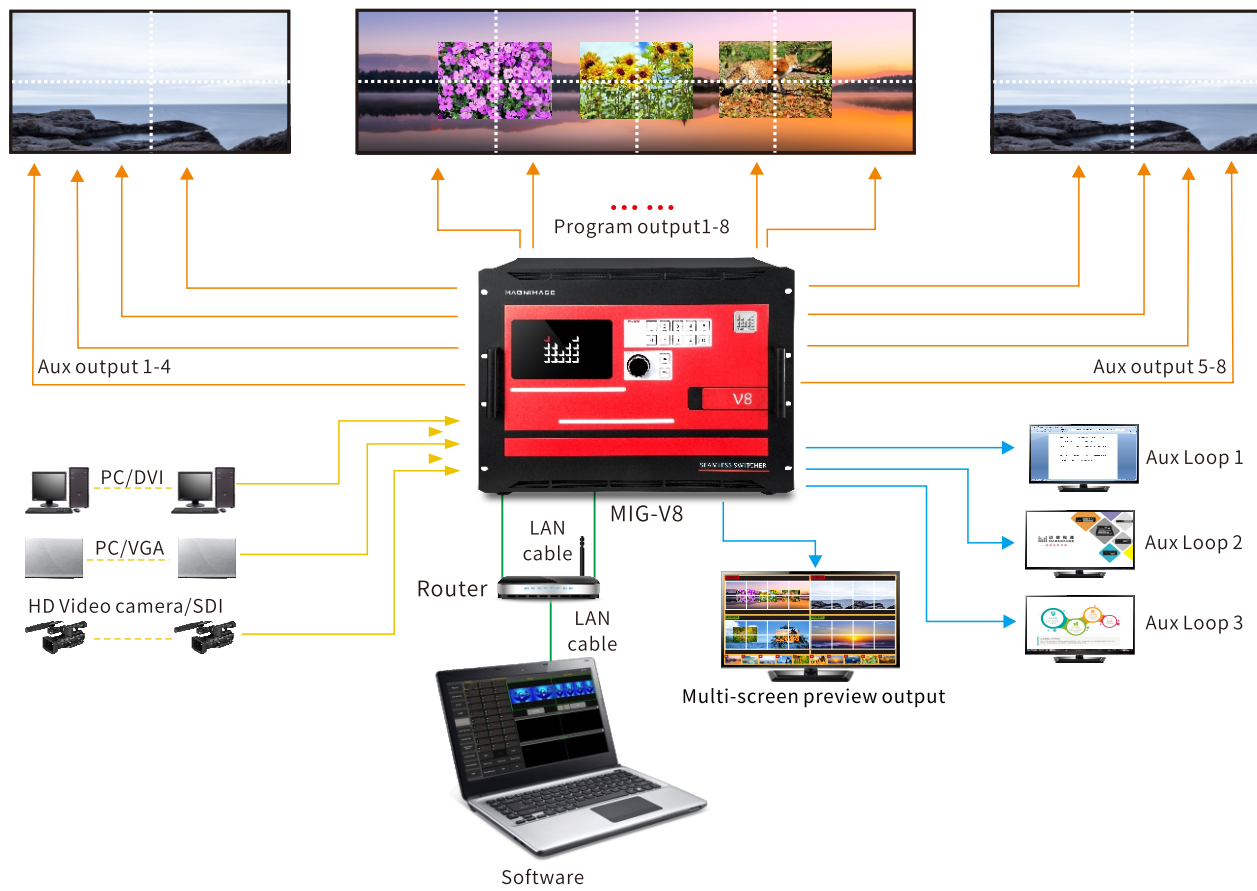 Program output1-8
MAGNIMAGE
Aux output 1-4
Aux output 5-8
V8
SEAMLESS SWITCHER
PC/DVI
PC/VGA
HD Video camera/SDI
MIG-V8
LAN
cable
Router
LAN
cable
Aux Loop 1
Aux Loop 2
Aux Loop 3
Multi-screen preview output
Software